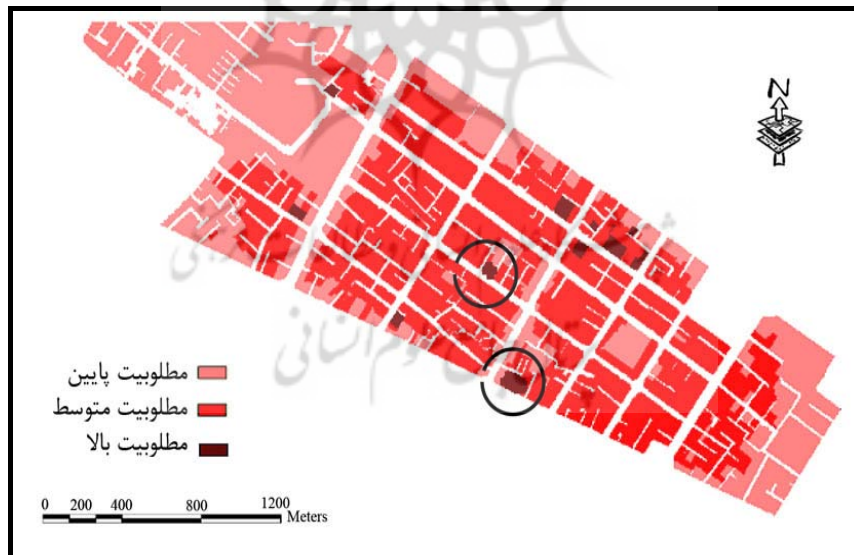 N
مطلوبیت پایین
مطلوبیت متوسط
مطلوبیت بالا
0 200 400 800 1200
Meters